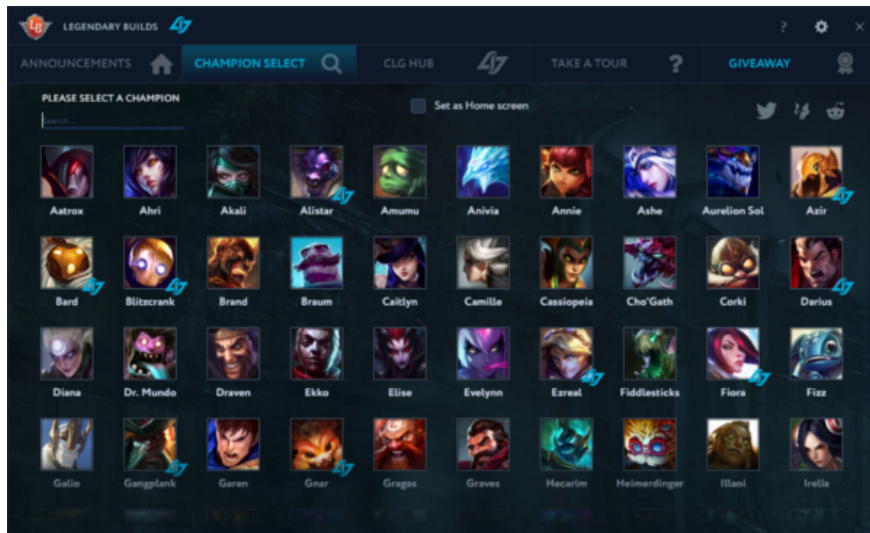 LB LEGENDARY BUILDS
? ×
ANNOUNCEMENTS CHAMPION SELECT CLG HUB TAKE A TOUR ? GIVEAWAY
PLEASE SELECT A CHAMPION
Set as Home screen
Search...
Aatrox Ahri Akali Alistar Amumu Anivia Annie Ashe Aurelion Sol Azir
Bard Blitzcrank Brand Braum Caitlyn Camille Cassiopeia Cho'Gath Corki Darius
Diana Dr. Mundo Draven Ekko Elise Evelynn Ezreal Fiddlesticks Fiora Fizz
Galio Gangplank Garen Gnar Gragas Graves Hecarim Heimerdinger Illaoi Irelia